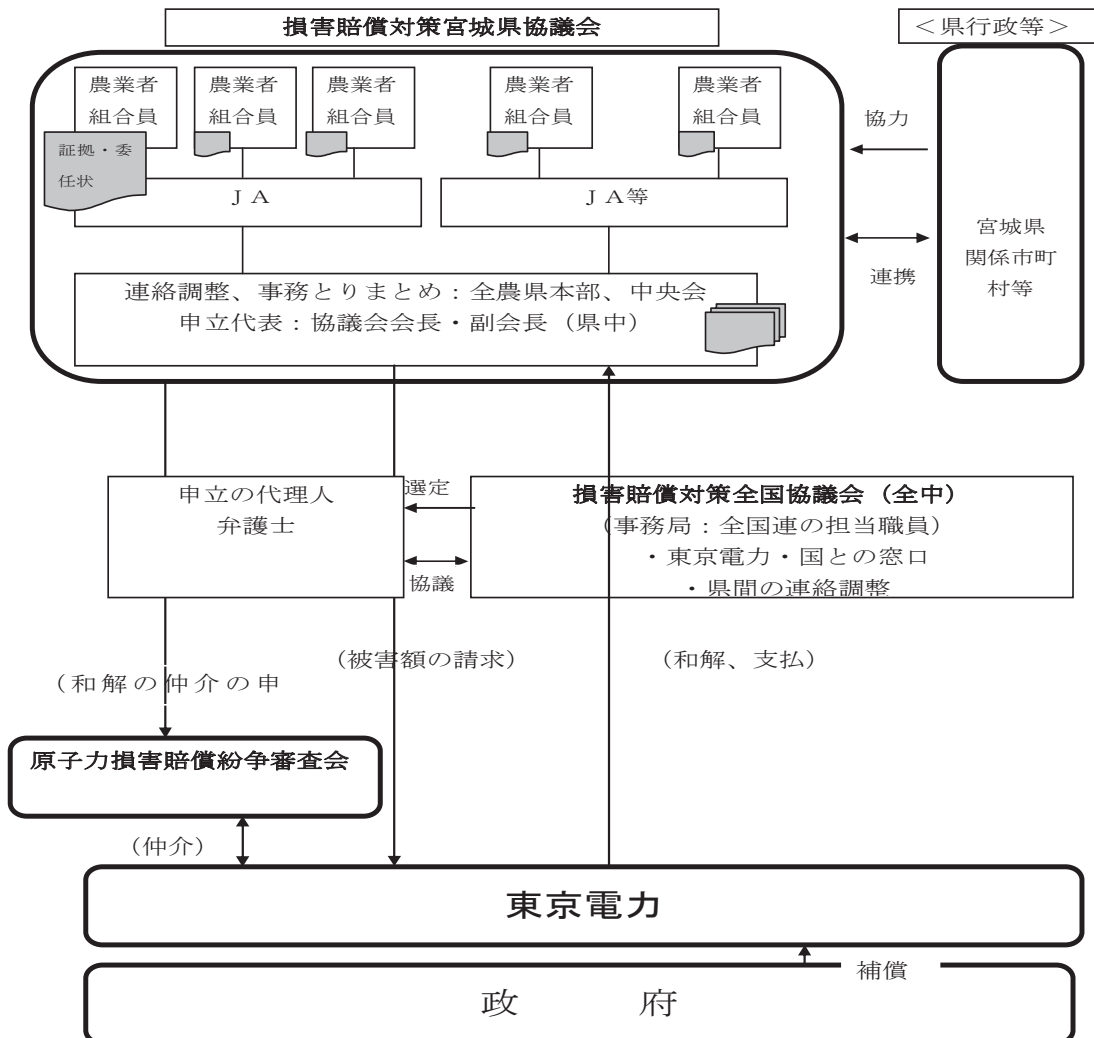 損害賠償対策宮城県協議会
＜県行政等＞
農業者
組合員
農業者
組合員
農業者
組合員
農業者
組合員
農業者
組合員
証拠・委
任状
ＪＡ
ＪＡ等
協力
連携
宮城県
関係市町
村等
連絡調整、事務とりまとめ：全農県本部、中央会
申立代表：協議会会長・副会長（県中）
申立の代理人
弁護士
選定
協議
損害賠償対策全国協議会（全中）
（事務局：全国連の担当職員）
・東京電力・国との窓口
・県間の連絡調整
（被害額の請求）
（和解、支払）
（和解の仲介の申
原子力損害賠償紛争審査会
（仲介）
東京電力
補償
政　府